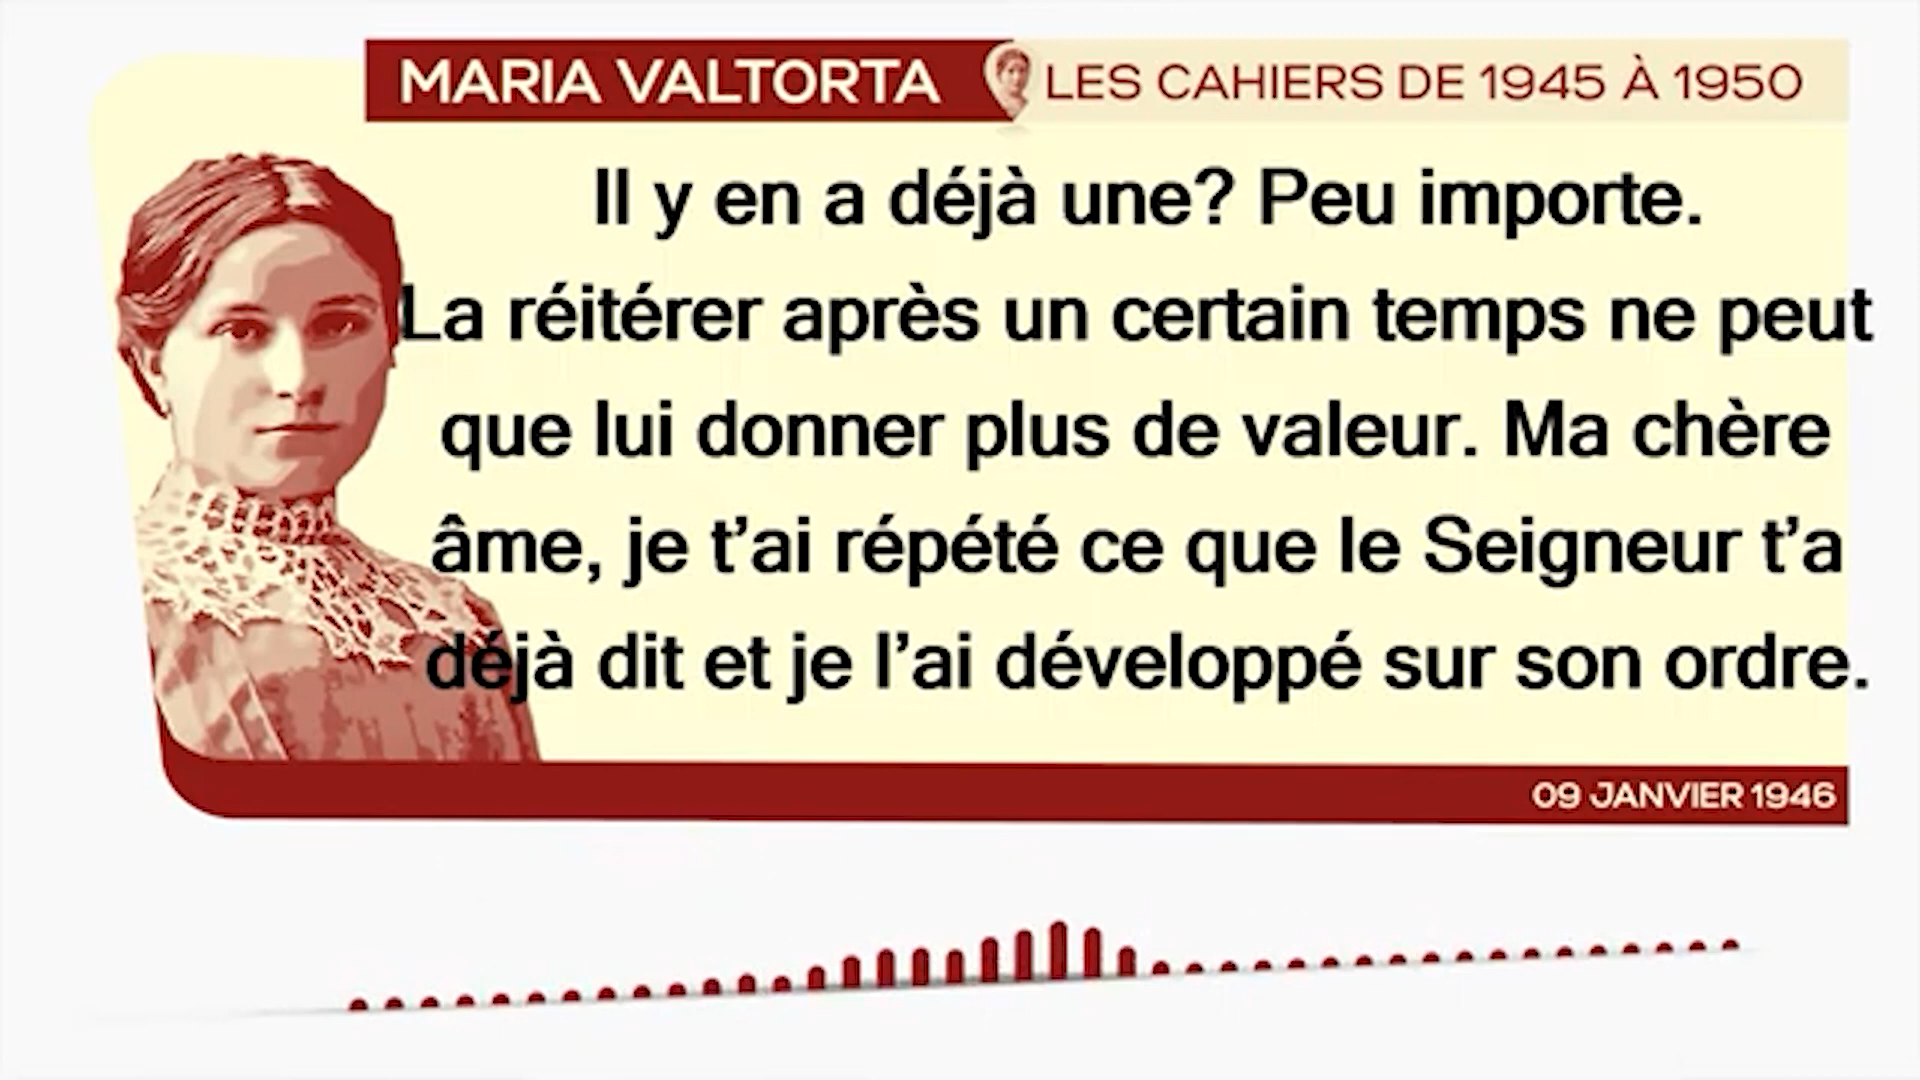 MARIA VALTORTA LES CAHIERS DE 1945 À 1950
Il y en a déjà une? Peu importe.
La réitérer après un certain temps ne peut
que lui donner plus de valeur. Ma chère
âme, je t’ai répété ce que le Seigneur t’a
déjà dit et je l’ai développé sur son ordre.
09 JANVIER 1946